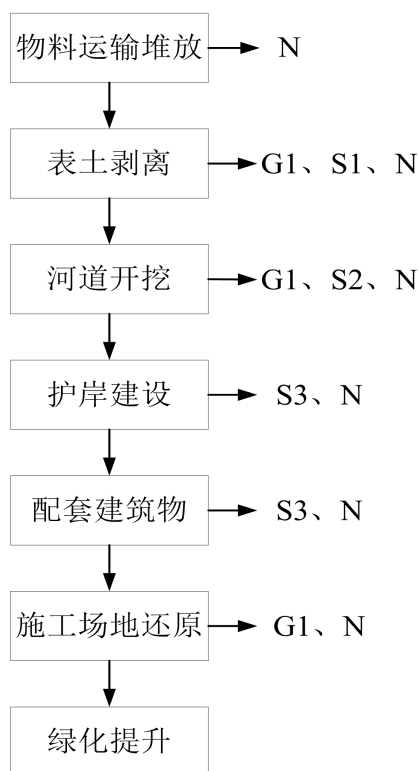 物料运输堆放 N
表土剥离 G1、S1、N
河道开挖 G1、S2、N
护岸建设 S3、N
配套建筑物 S3、N
施工场地还原 G1、N
绿化提升